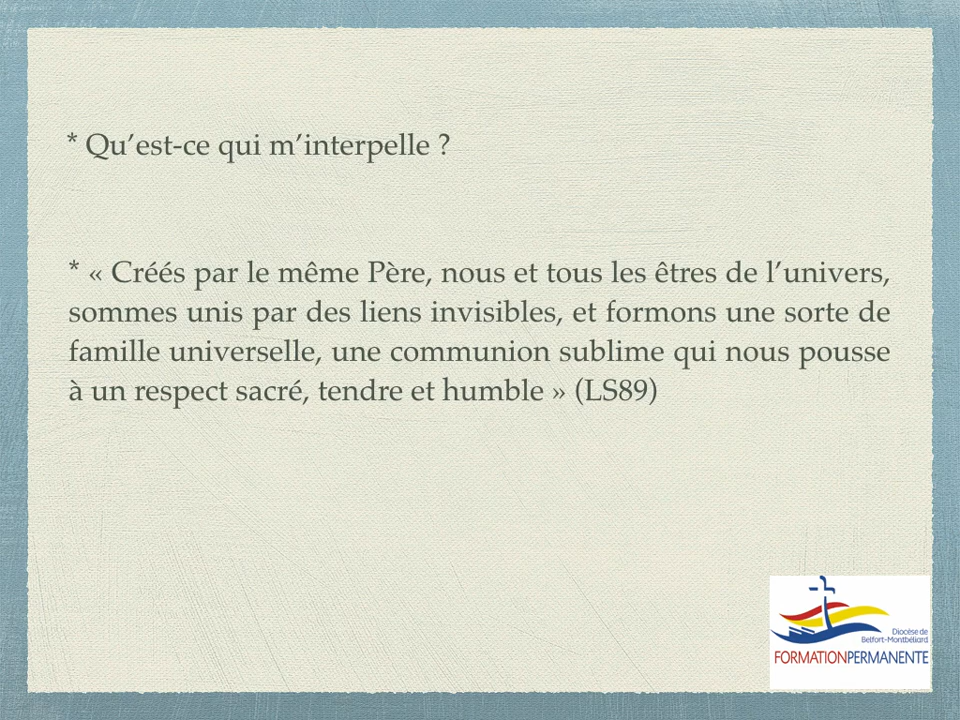 * Qu’est-ce qui m’interpelle ?
* « Créés par le même Père, nous et tous les êtres de l’univers,
sommes unis par des liens invisibles, et formons une sorte de
famille universelle, une communion sublime qui nous pousse
à un respect sacré, tendre et humble » (LS89)
Diocèse de
Belfort-Montbéliard
FORMATIONPERMANENTE